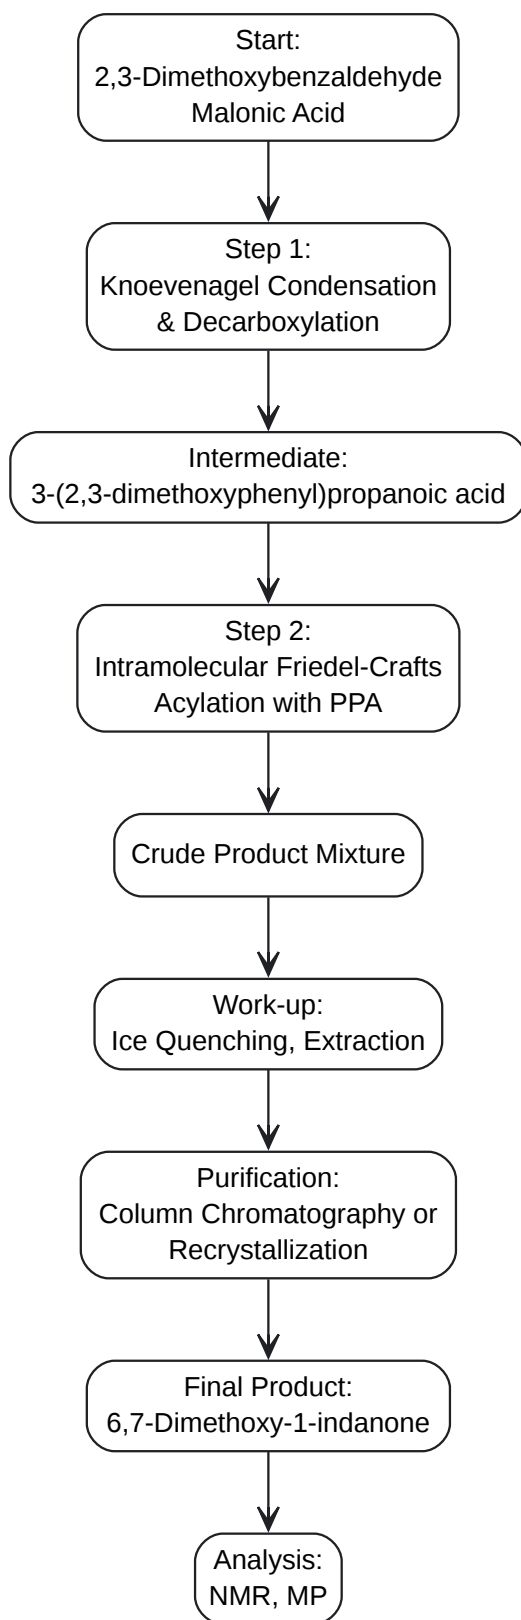 Start:
2,3-Dimethoxybenzaldehyde
Malonic Acid
Step 1:
Knoevenagel Condensation
& Decarboxylation
Intermediate:
3-(2,3-dimethoxyphenyl)propanoic acid
Step 2:
Intramolecular Friedel-Crafts
Acylation with PPA
Crude Product Mixture
Work-up:
Ice Quenching, Extraction
Purification:
Column Chromatography or
Recrystallization
Final Product:
6,7-Dimethoxy-1-indanone
Analysis:
NMR, MP